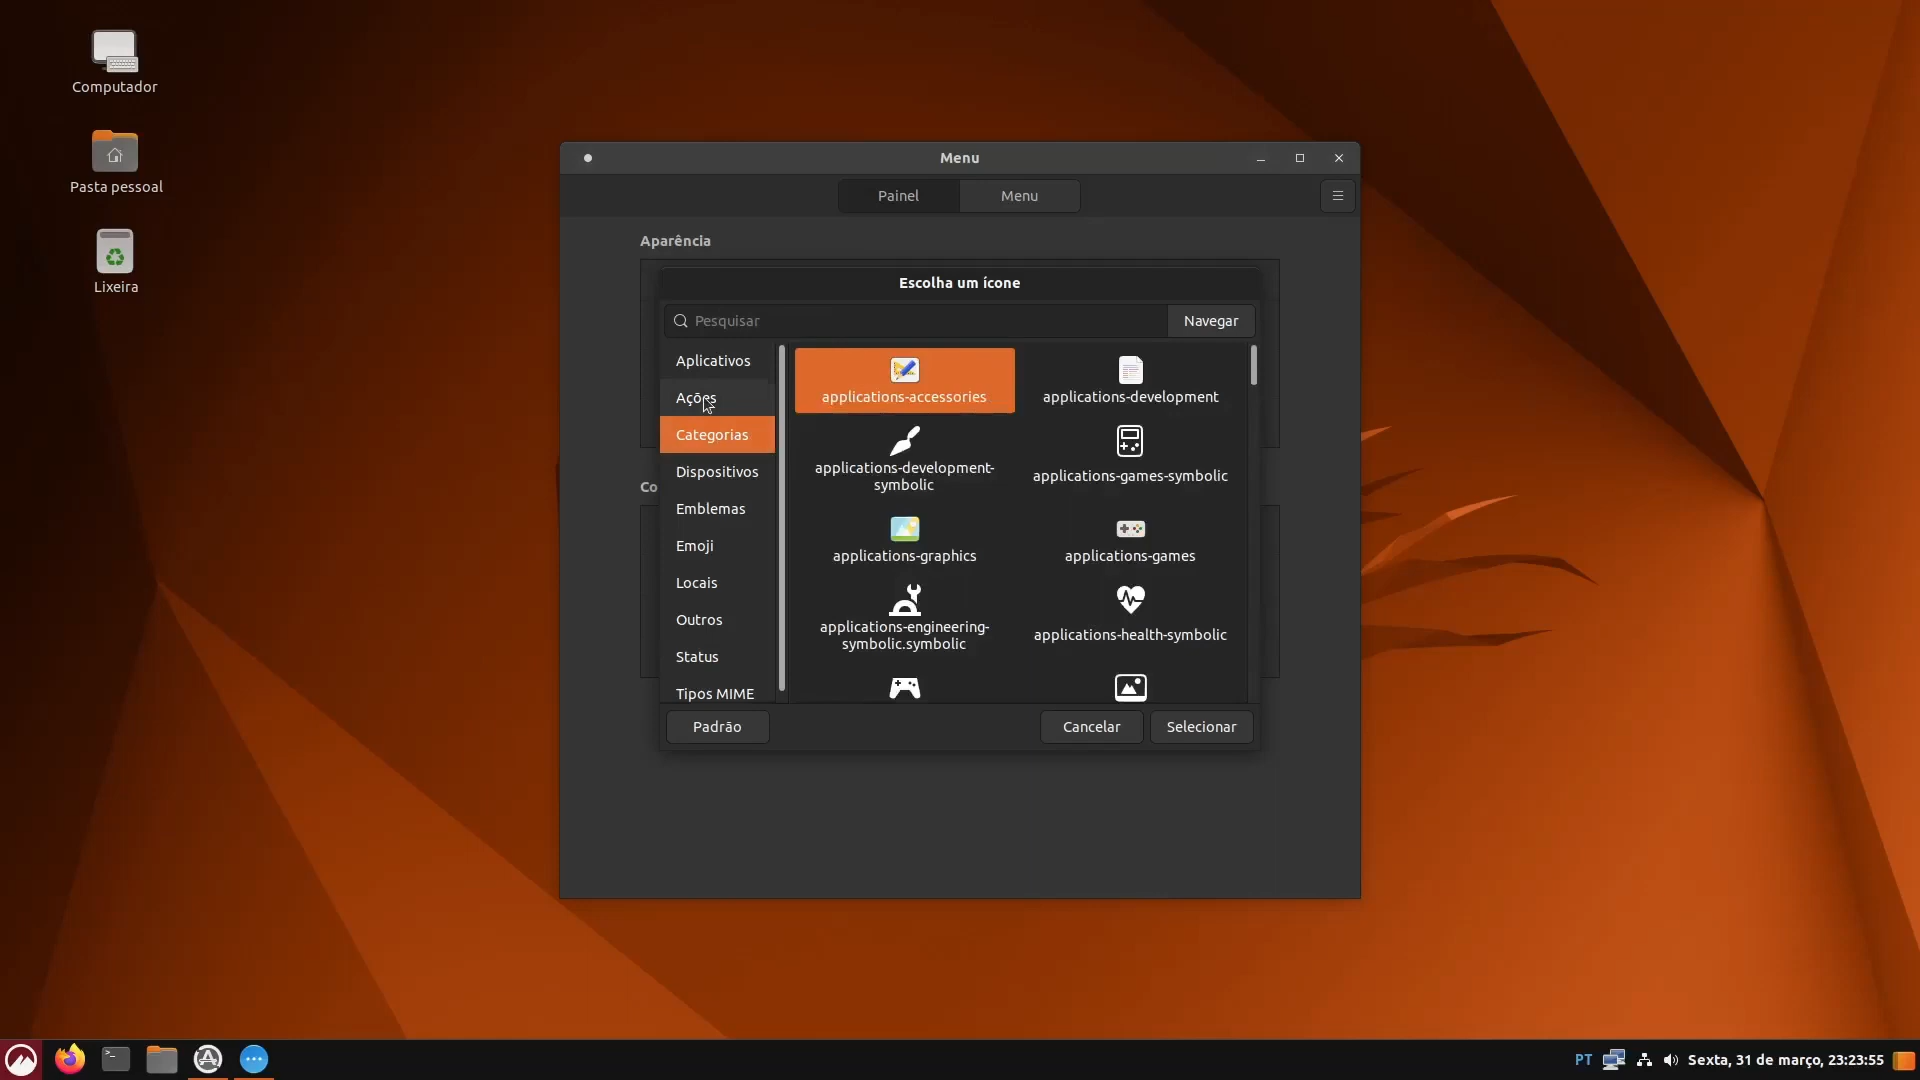 Computador
Pasta pessoal
Lixeira
Menu
Painel
Menu
Aparência
Escolha um ícone
Pesquisar
Navegar
Aplicativos
Ações
Categorias
Dispositivos
Emblemas
Emoji
Locais
Outros
Status
Tipos MIME
applications-accessories
applications-development
applications-development-
symbolic
applications-games-symbolic
applications-graphics
applications-games
applications-engineering-
symbolic.symbolic
applications-health-symbolic
Co
Padrão
Cancelar
Selecionar
PT
Sexta, 31 de março, 23:23:55